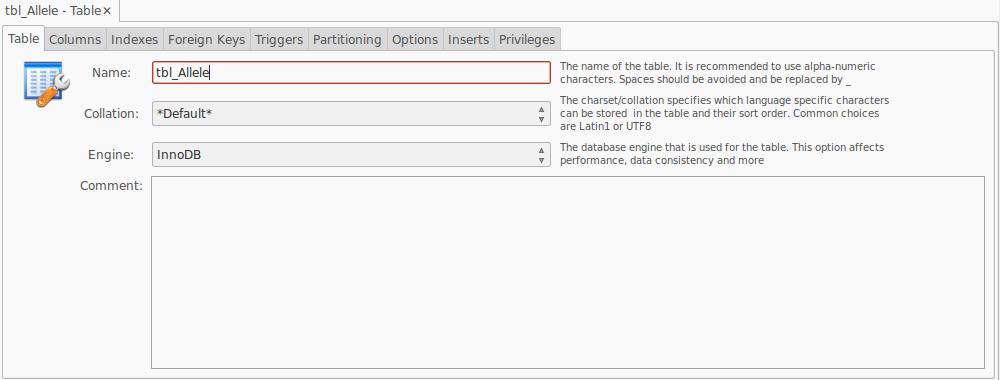 tbl_Allele - Table×
Table Columns Indexes Foreign Keys Triggers Partitioning Options Inserts Privileges
Name: tbl_Allele
The name of the table. It is recommended to use alpha-numeric
characters. Spaces should be avoided and be replaced by _
Collation: *Default*
The charset/collation specifies which language specific characters
can be stored  in the table and their sort order. Common choices
are Latin1 or UTF8
Engine: InnoDB
The database engine that is used for the table. This option affects
performance, data consistency and more
Comment: